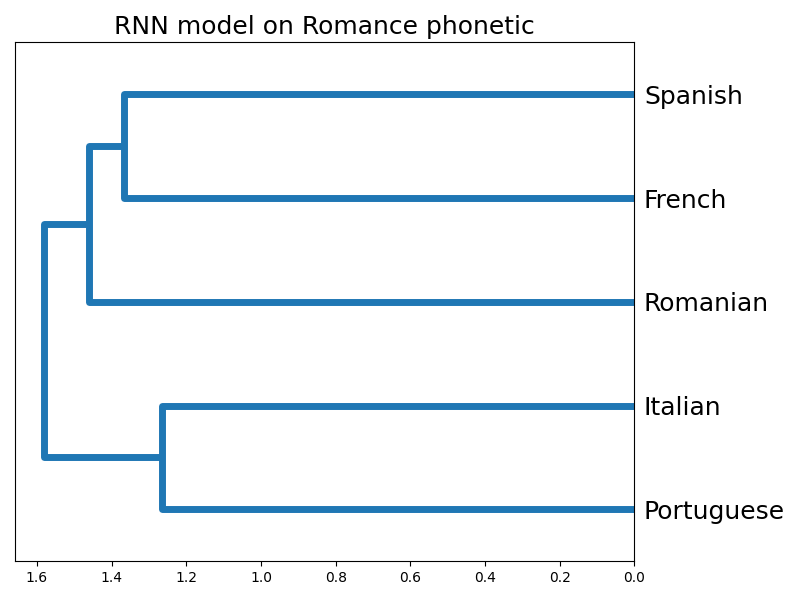 RNN model on Romance phonetic
Spanish
French
Romanian
Italian
Portuguese
1.6 1.4 1.2 1.0 0.8 0.6 0.4 0.2 0.0